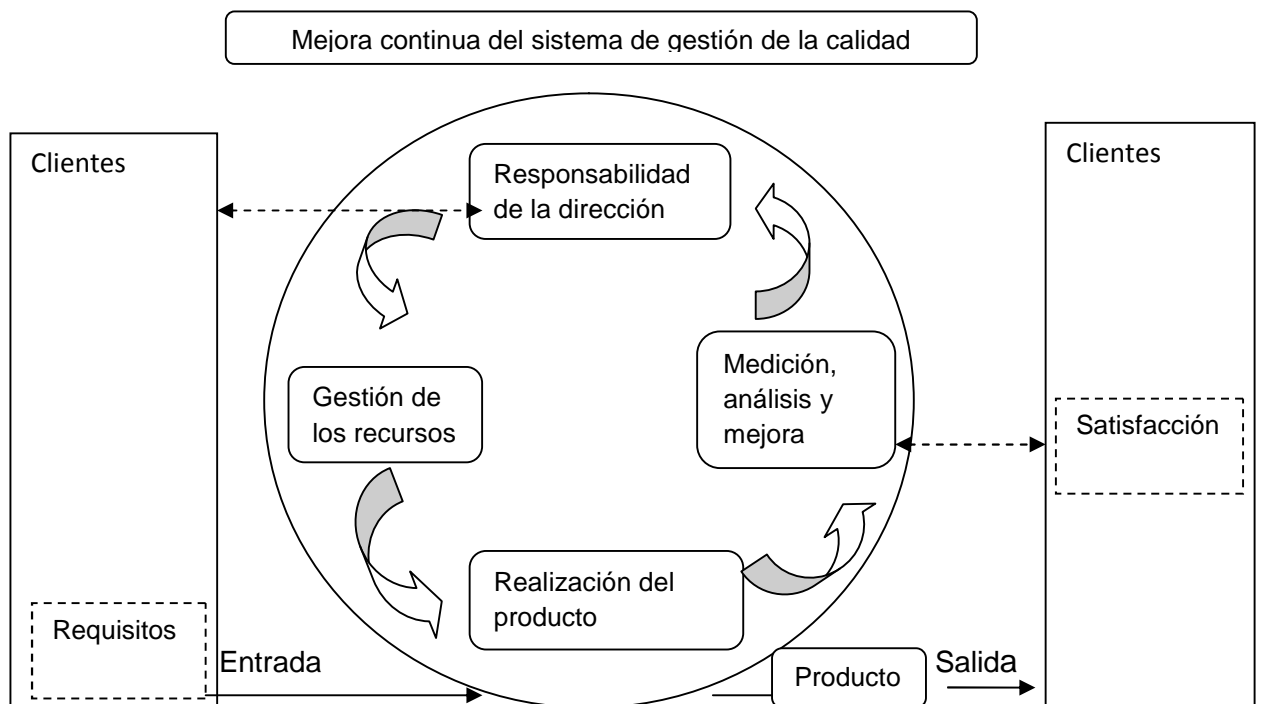 Mejora continua del sistema de gestión de la calidad
Clientes
Responsabilidad
de la dirección
Clientes
Gestión de
los recursos
Medición,
análisis y
mejora
Satisfacción
Realización del
producto
Requisitos
Entrada
Producto
Salida